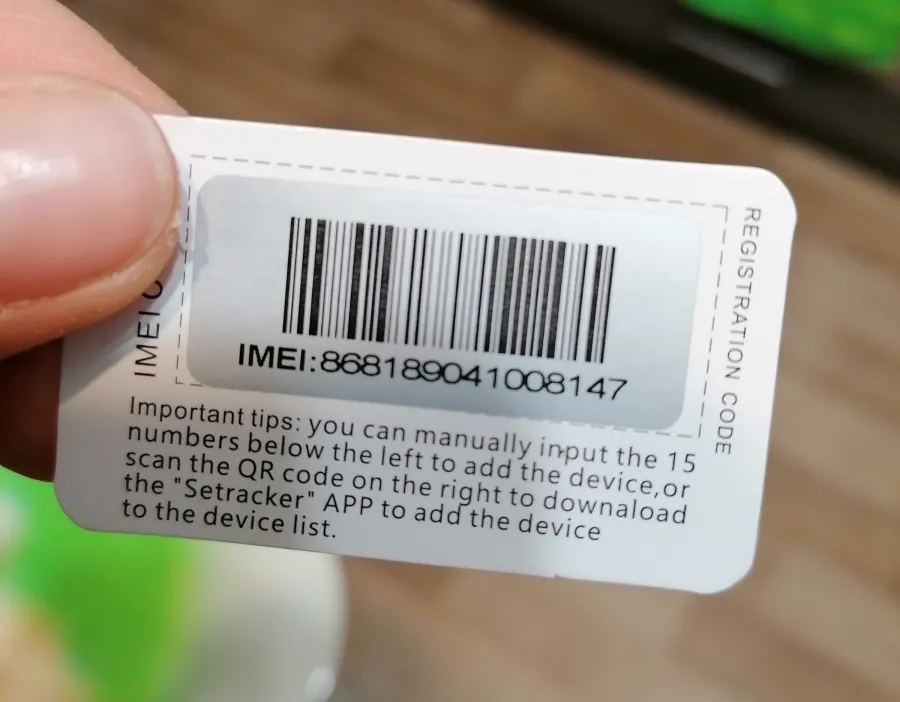 IMEI:868189041008147
IMEI C
REGISTRATION CODE
Important tips: you can manually input the 15
numbers below the left to add the device,or
scan the QR code on the right to downaload
the "Setracker" APP to add the device
to the device list.